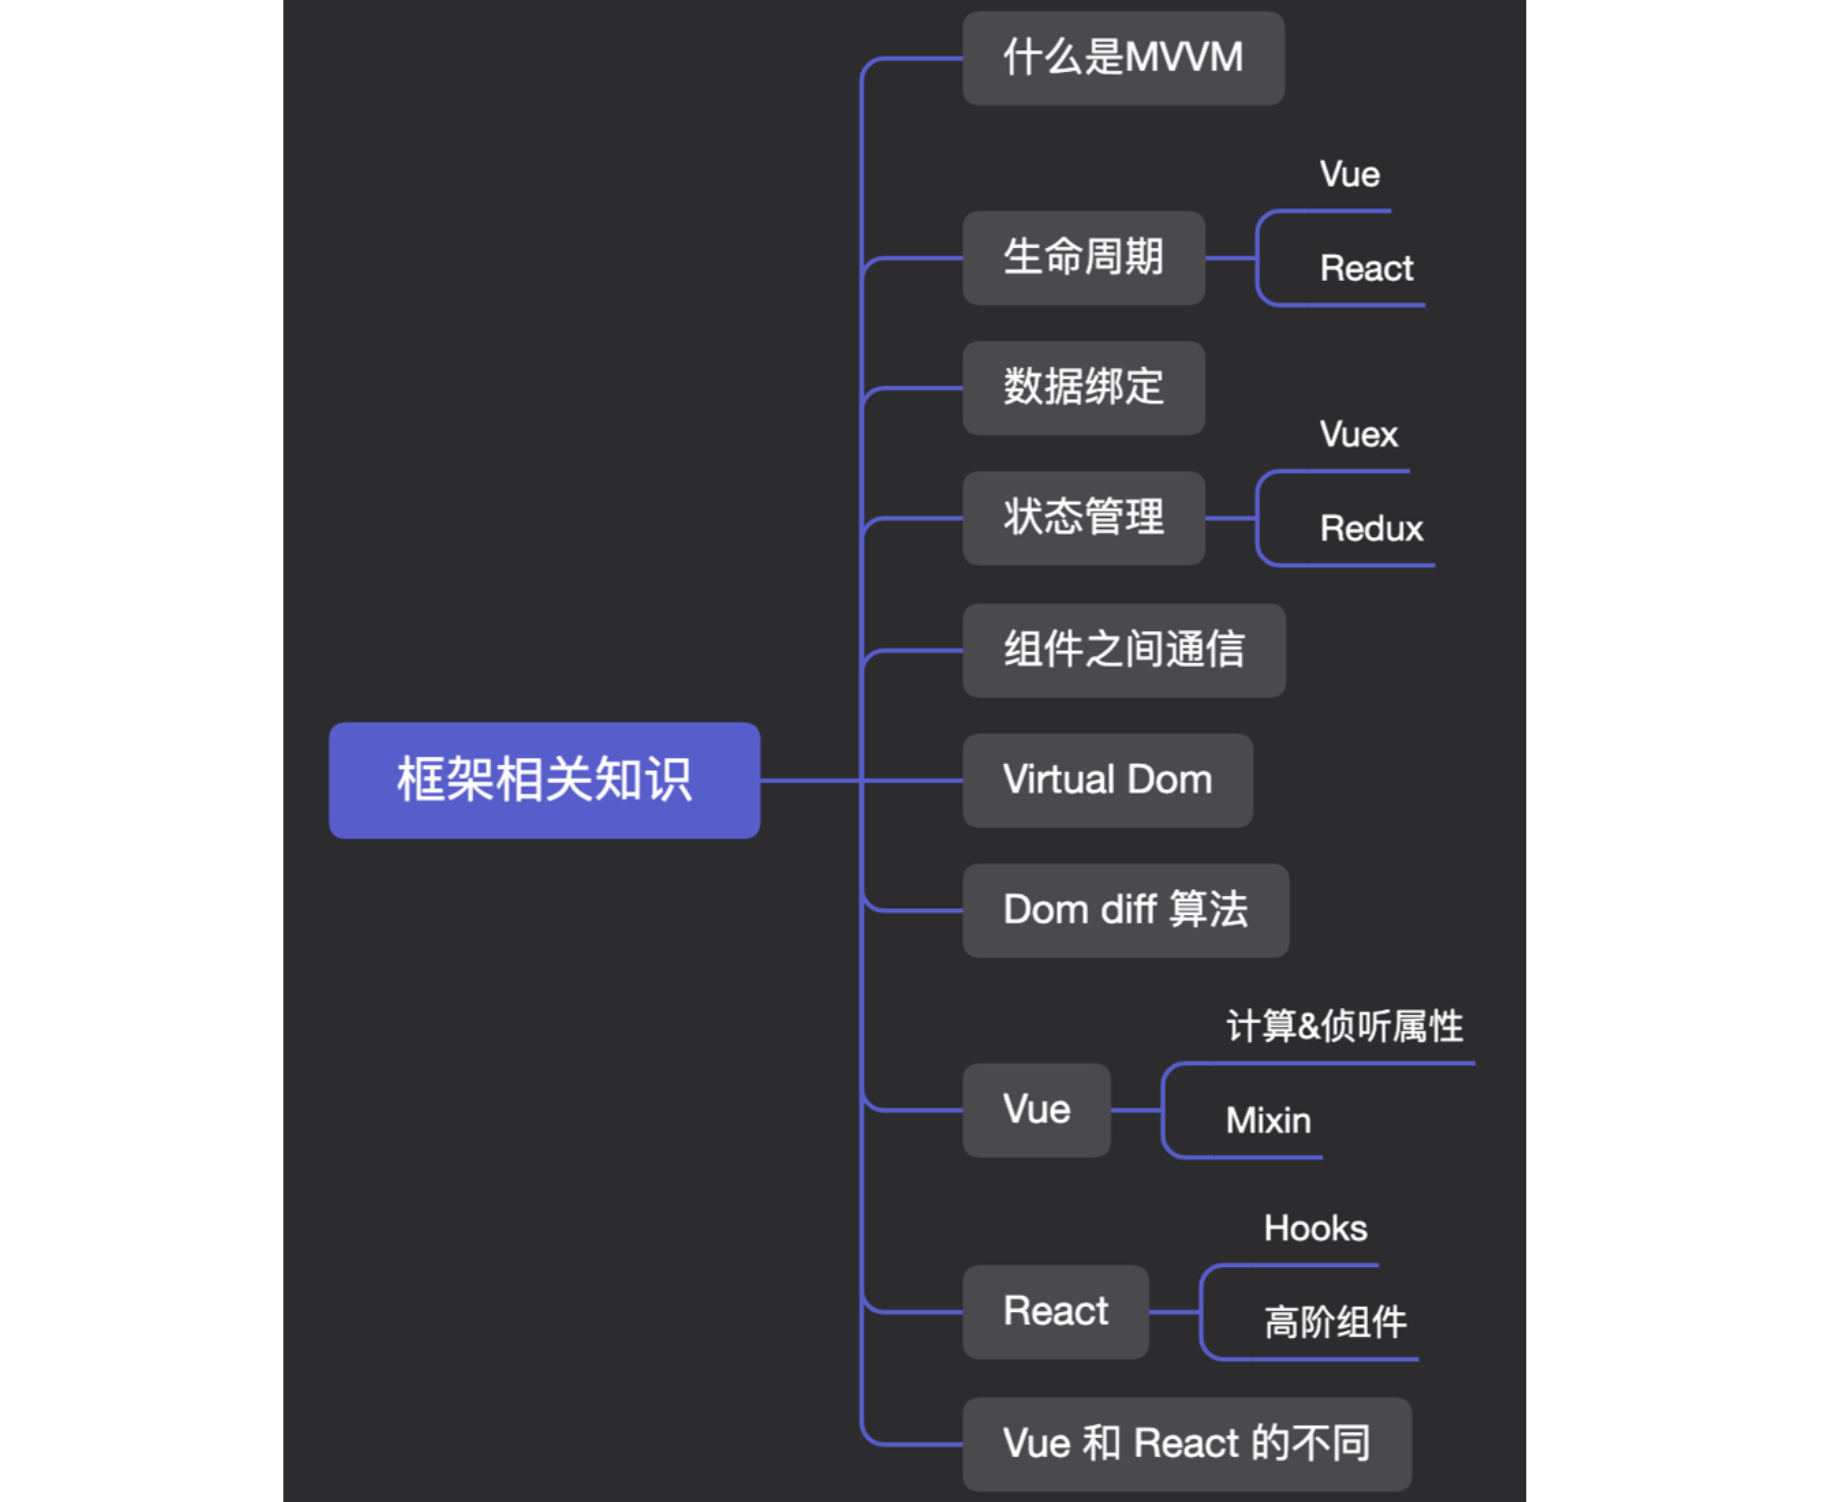 什么是MVVM
Vue
生命周期
React
数据绑定
Vuex
状态管理
Redux
组件之间通信
框架相关知识
Virtual Dom
Dom diff 算法
计算&侦听属性
Vue
Mixin
Hooks
React
高阶组件
Vue 和 React 的不同